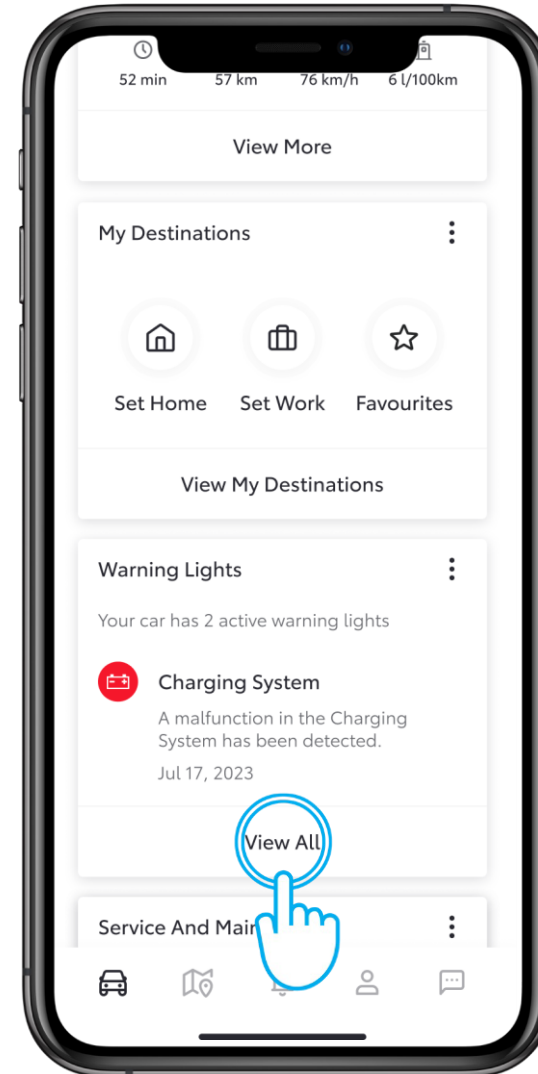 52 min 57 km 76 km/h 6 l/100km
View More
My Destinations
Set Home Set Work Favourites
View My Destinations
Warning Lights
Your car has 2 active warning lights
Charging System
A malfunction in the Charging
System has been detected.
Jul 17, 2023
View All
Service And